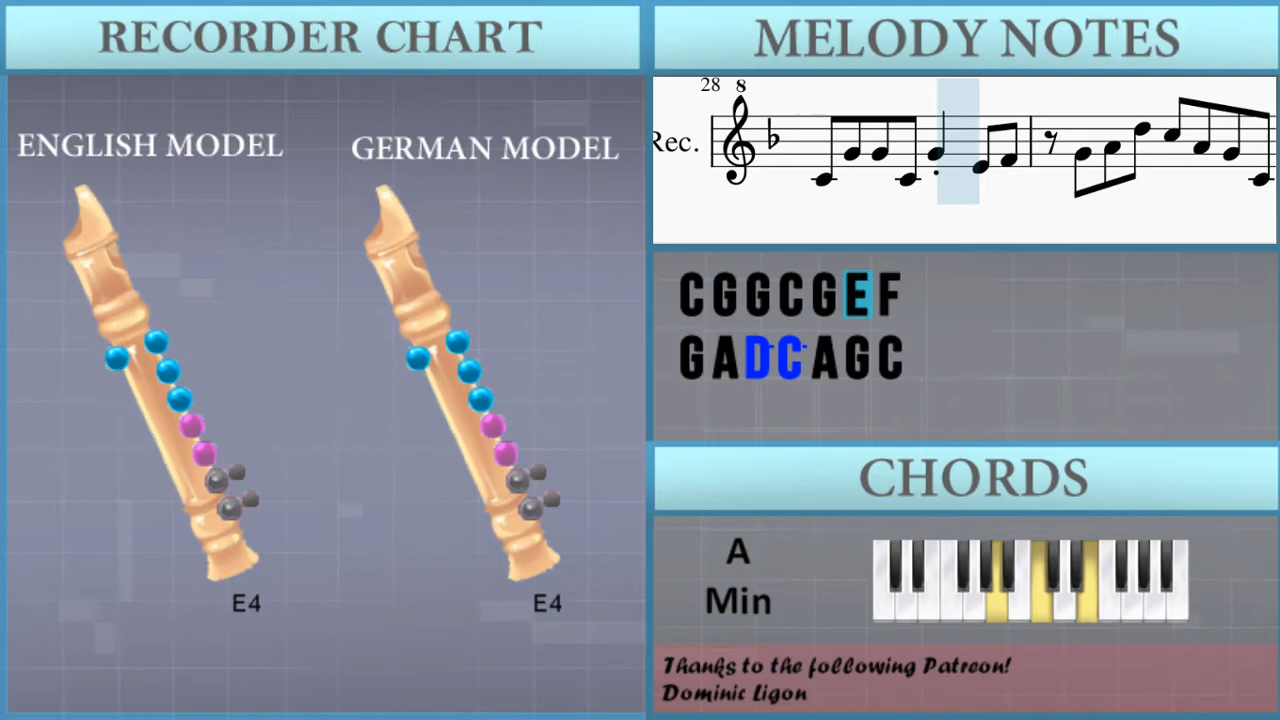 RECORDER CHART
ENGLISH MODEL
GERMAN MODEL
E4
E4
MELODY NOTES
28 8
Rec.
CGGCGEF
GADCAGC
CHORDS
A
Min
Thanks to the following Patreon!
Dominic Ligon